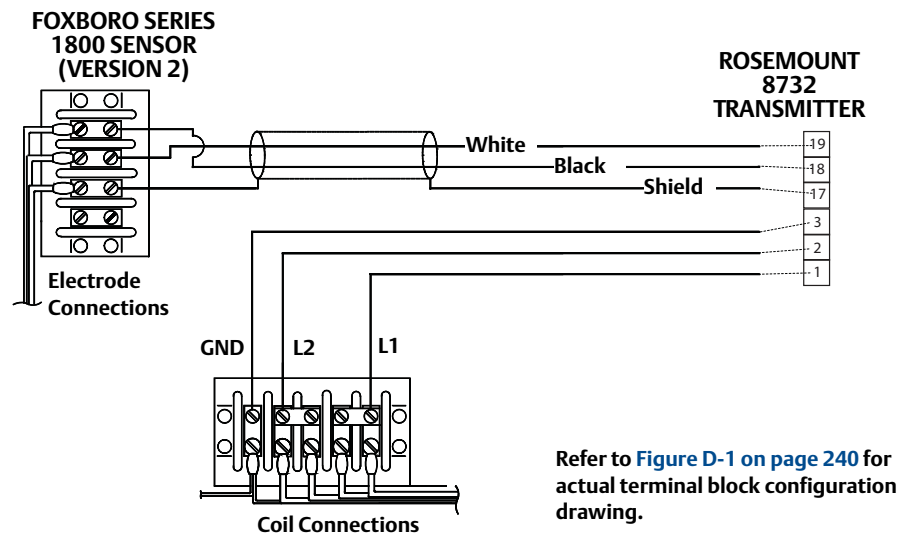 FOXBORO SERIES
1800 SENSOR
(VERSION 2)
ROSEMOUNT
8732
TRANSMITTER
White
19
Black
18
Shield
17
3
2
1
Electrode
Connections
GND
L2
L1
Refer to Figure D-1 on page 240 for
actual terminal block configuration
drawing.
Coil Connections